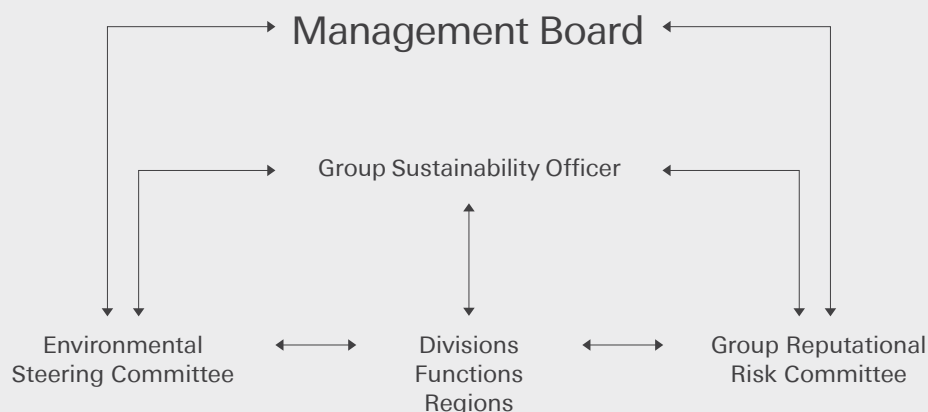 Management Board
Group Sustainability Officer
Environmental
Steering Committee
Divisions
Functions
Regions
Group Reputational
Risk Committee